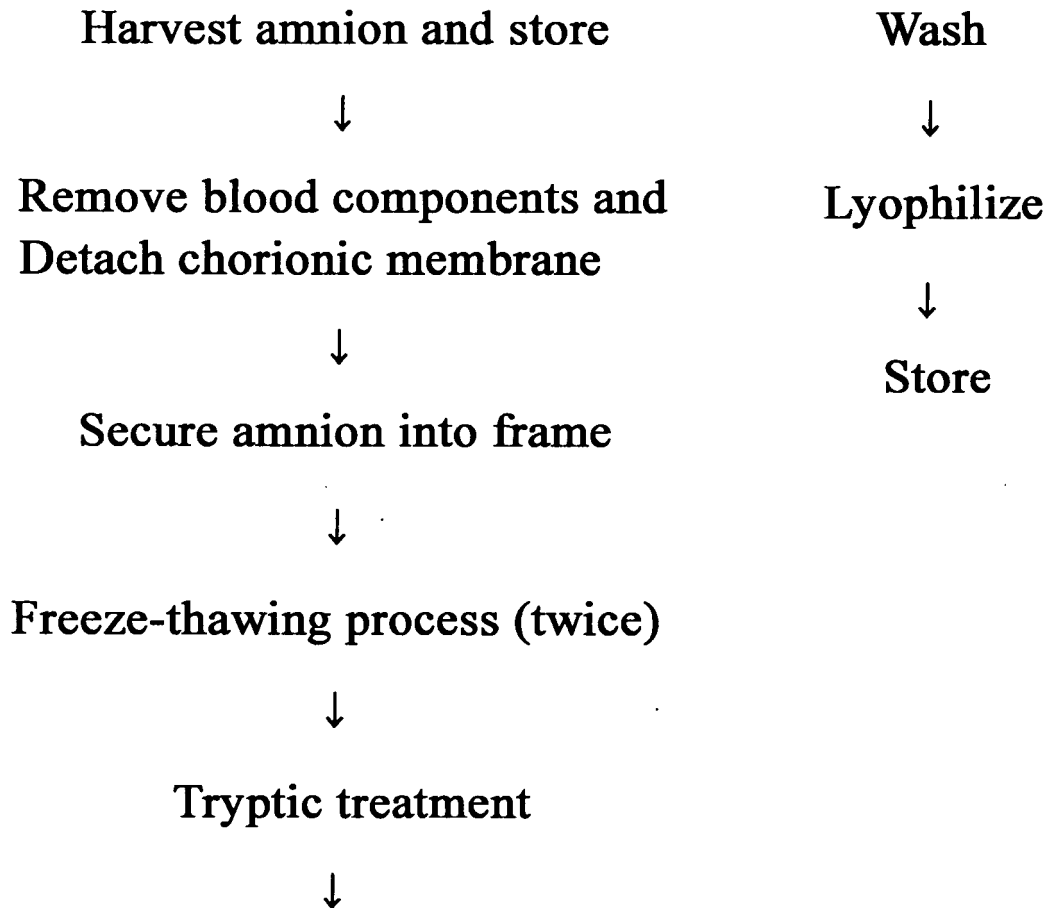 Harvest amnion and store
↓
Remove blood components and
Detach chorionic membrane
↓
Secure amnion into frame
↓
Freeze-thawing process (twice)
↓
Tryptic treatment
↓
Wash
↓
Lyophilize
↓
Store